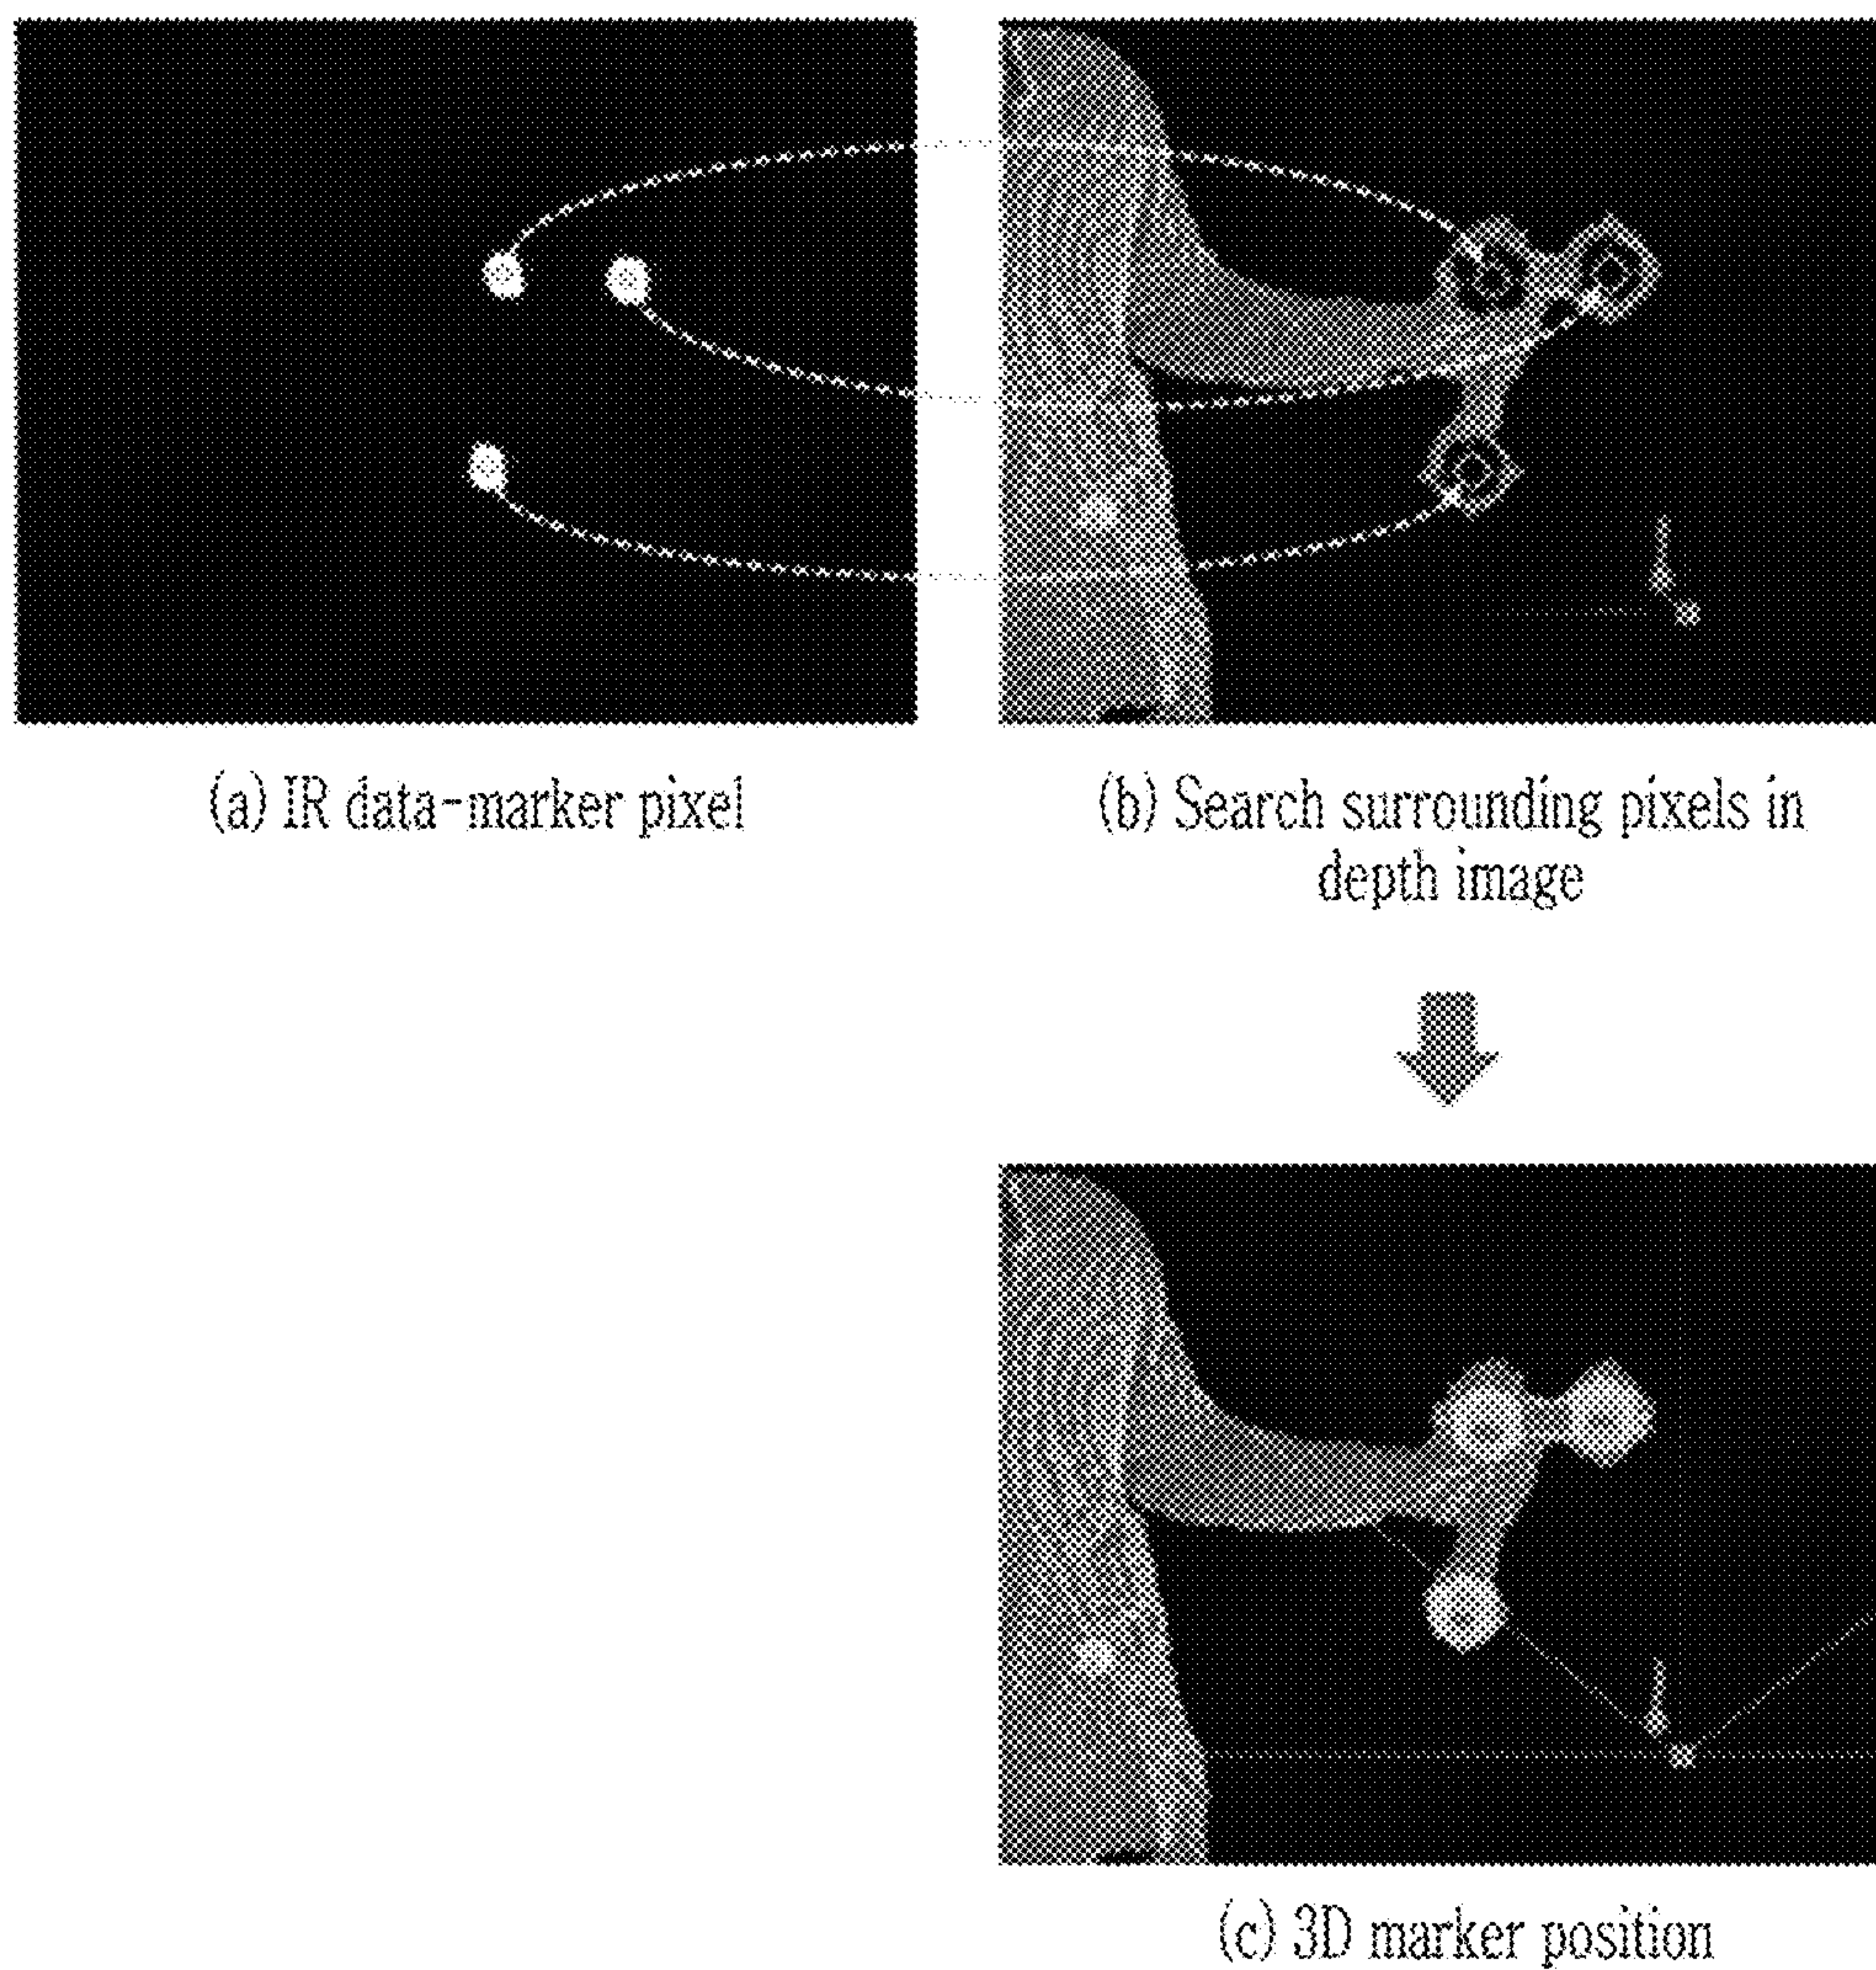 (a) IR data-marker pixel
(b) Search surrounding pixels in
depth image
(c) 3D marker position